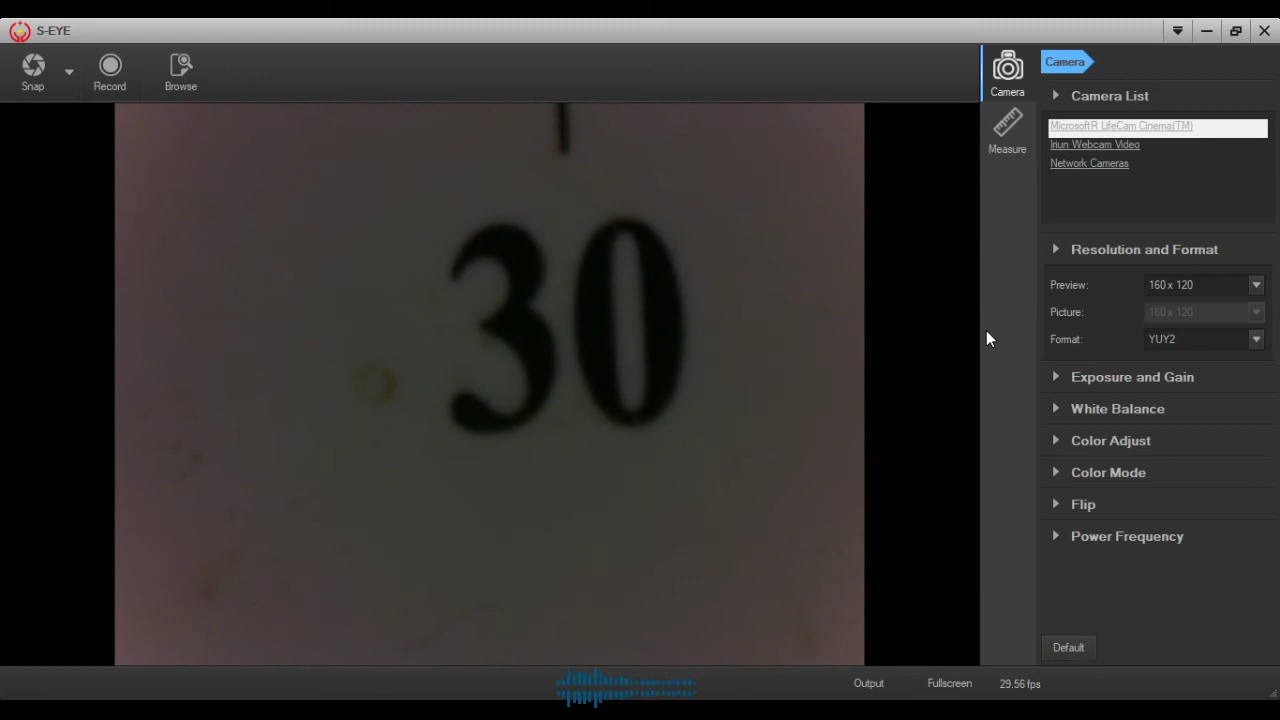 S-EYE
Snap
Record
Browse
30
Camera
Measure
Camera
Camera List
MicrosoftR LifeCam Cinema(TM)
Iriun Webcam Video
Network Cameras
Resolution and Format
Preview: 160 x 120
Picture: 160 x 120
Format: YUY2
Exposure and Gain
White Balance
Color Adjust
Color Mode
Flip
Power Frequency
Default
Output Fullscreen 29.56 fps